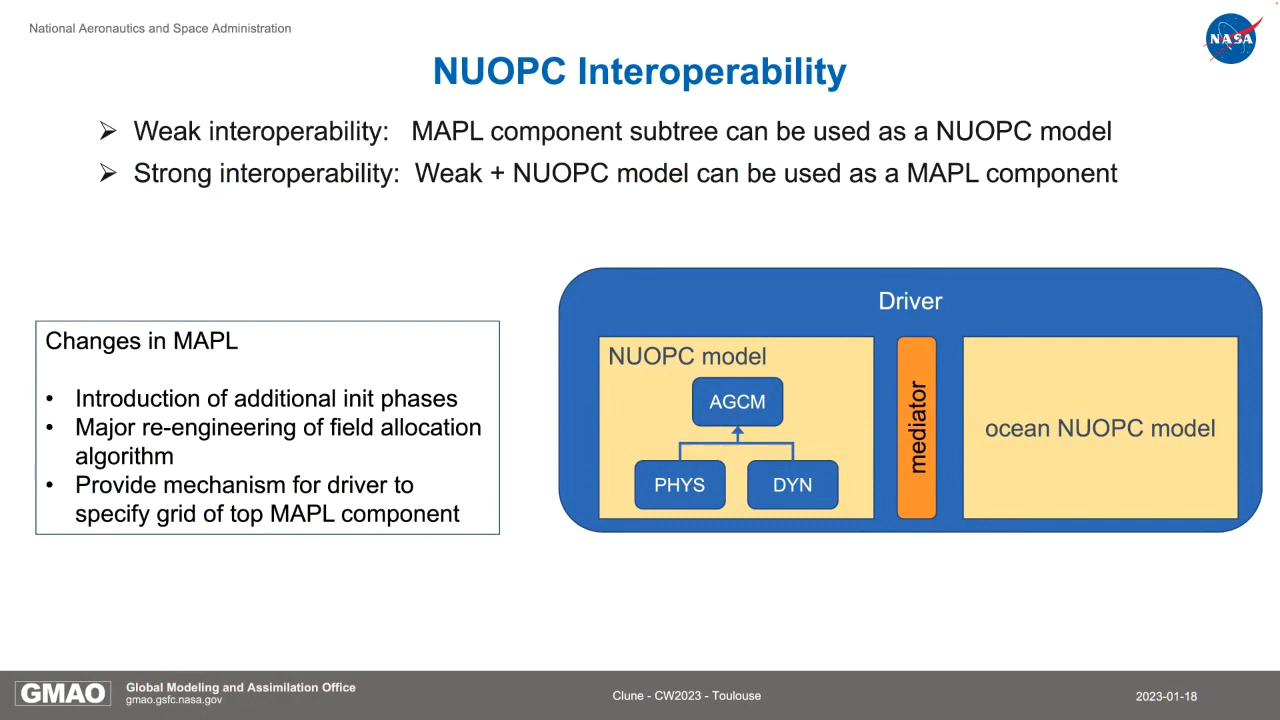 National Aeronautics and Space Administration
NASA
NUOPC Interoperability
➢ Weak interoperability: MAPL component subtree can be used as a NUOPC model
➢ Strong interoperability: Weak + NUOPC model can be used as a MAPL component
Changes in MAPL
• Introduction of additional init phases
• Major re-engineering of field allocation
algorithm
• Provide mechanism for driver to
specify grid of top MAPL component
Driver
NUOPC model
AGCM
PHYS
DYN
mediator
ocean NUOPC model
GMAO
Global Modeling and Assimilation Office
gmao.gsfc.nasa.gov
Clune - CW2023 - Toulouse
2023-01-18